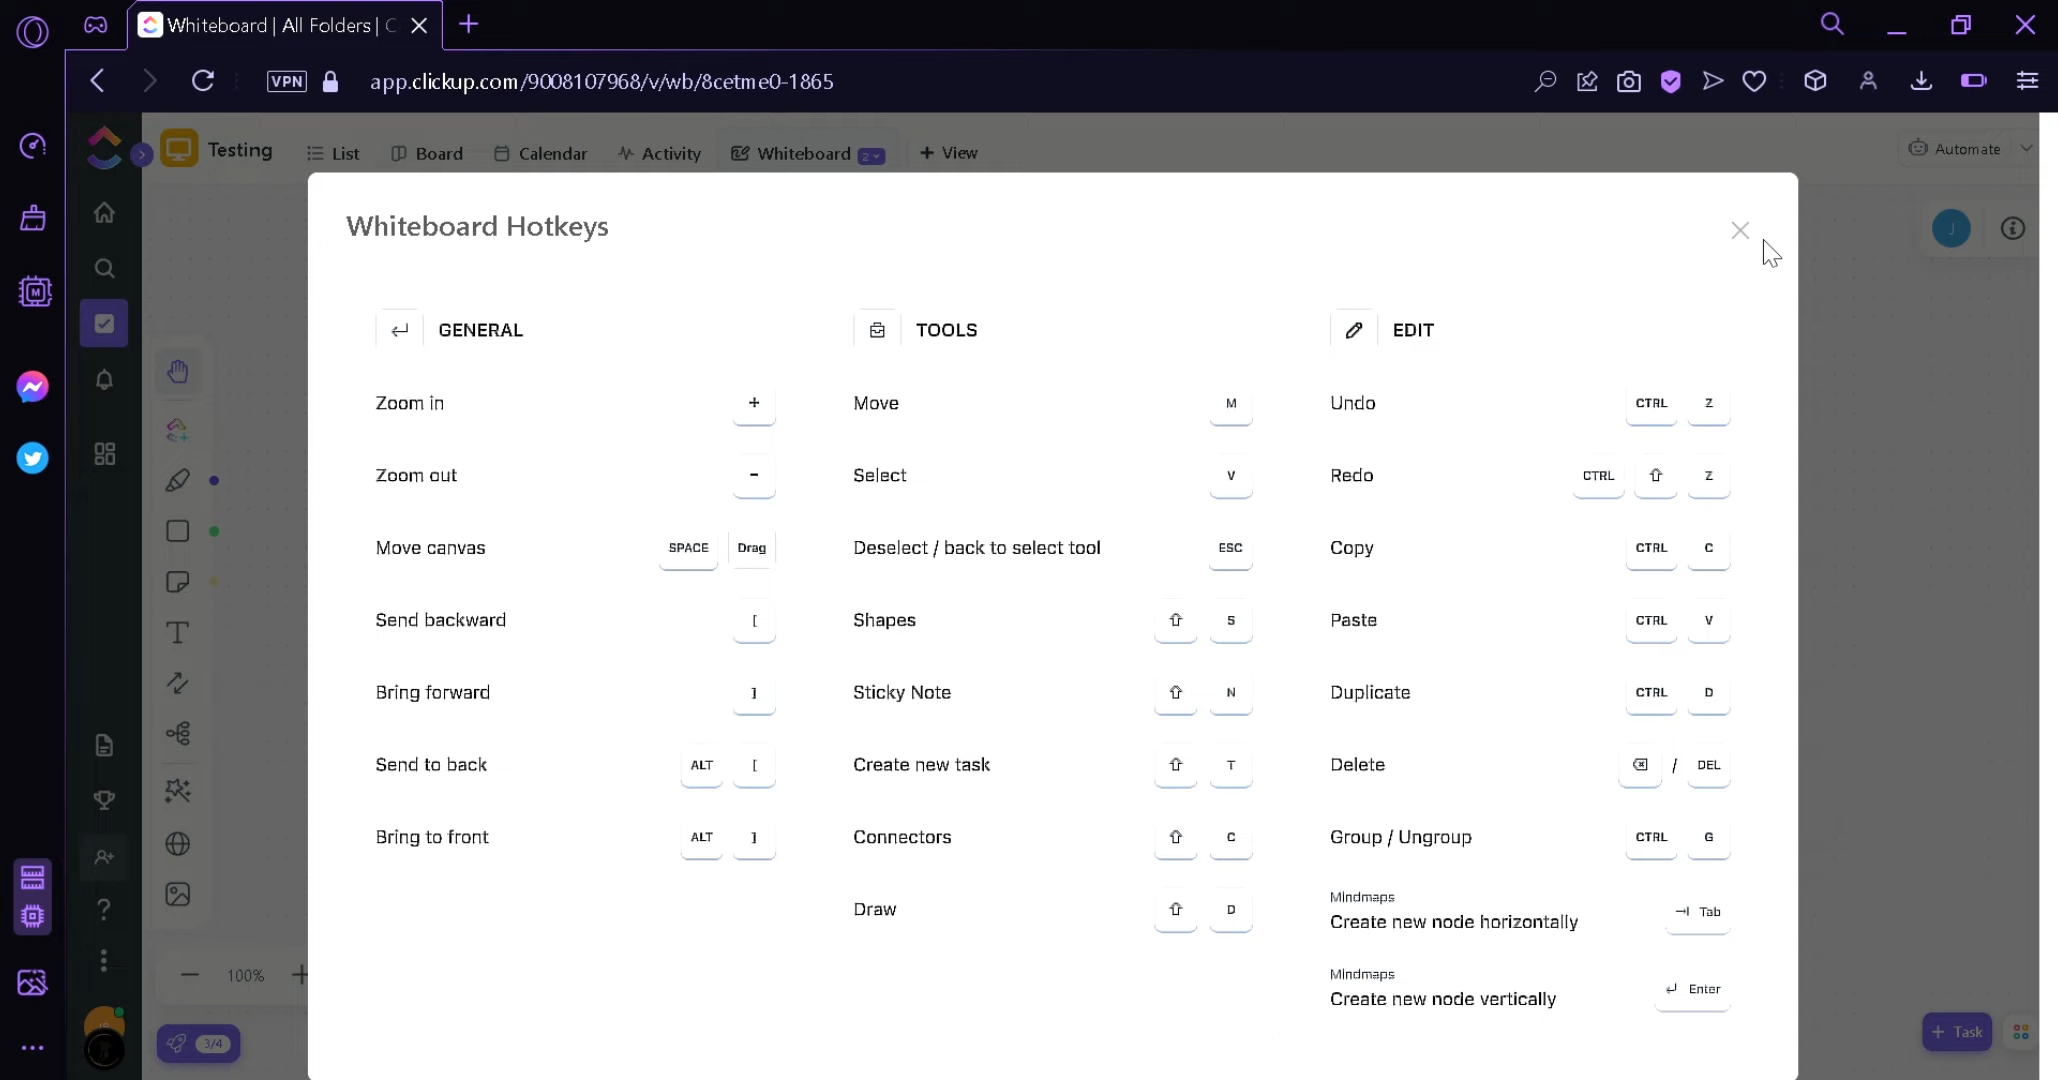 Whiteboard | All Folders | C
VPN
app.clickup.com/9008107968/v/wb/8cetme0-1865
Testing
List
Board
Calendar
Activity
Whiteboard 2
+ View
Automate
Whiteboard Hotkeys
J
GENERAL
Zoom in +
Zoom out -
Move canvas SPACE Drag
Send backward [
Bring forward ]
Send to back ALT [
Bring to front ALT ]
TOOLS
Move M
Select V
Deselect / back to select tool ESC
Shapes ⇧ S
Sticky Note ⇧ N
Create new task ⇧ T
Connectors ⇧ C
Draw ⇧ D
EDIT
Undo CTRL Z
Redo CTRL ⇧ Z
Copy CTRL C
Paste CTRL V
Duplicate CTRL D
Delete ⌫ / DEL
Group / Ungroup CTRL G
Mindmaps
Create new node horizontally Tab
Mindmaps
Create new node vertically Enter
− 100% +
3/4
+ Task